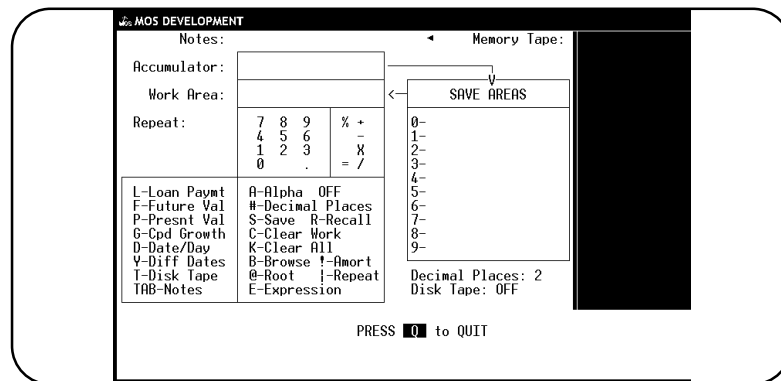 MOS MOS DEVELOPMENT
Notes: ◄ Memory Tape:
Accumulator:
Work Area: <— SAVE AREAS
Repeat: 7 8 9 % +
4 5 6 -
1 2 3 X
0 . = /
0-
1-
2-
3-
4-
5-
6-
7-
8-
9-
L-Loan Paymt A-Alpha OFF
F-Future Val #-Decimal Places
P-Presnt Val S-Save R-Recall
G-Cpd Growth C-Clear Work
D-Date/Day K-Clear All
Y-Diff Dates B-Browse !-Amort
T-Disk Tape @-Root |-Repeat
TAB-Notes E-Expression
Decimal Places: 2
Disk Tape: OFF
PRESS Q to QUIT